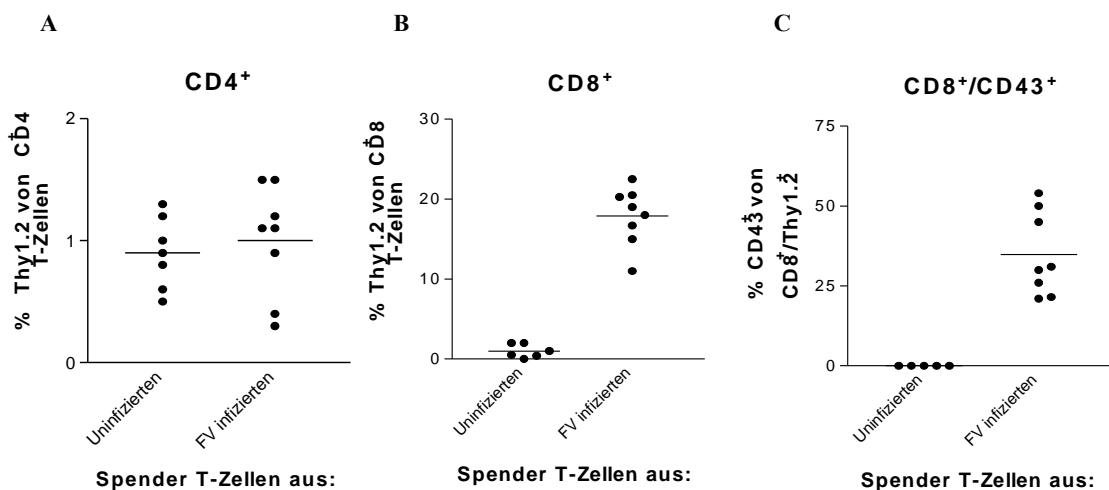 A
B
C
CD4+
CD8+
CD8+/CD43+
% Thy1.2 von CD4+
T-Zellen
2
1
0
Uninfizierten
FV infizierten
Spender T-Zellen aus:
% Thy1.2 von CD8+
T-Zellen
30
20
10
0
Uninfizierten
FV infizierten
Spender T-Zellen aus:
% CD43+ von
CD8+/Thy1.2+
75
50
25
0
Uninfizierten
FV infizierten
Spender T-Zellen aus: